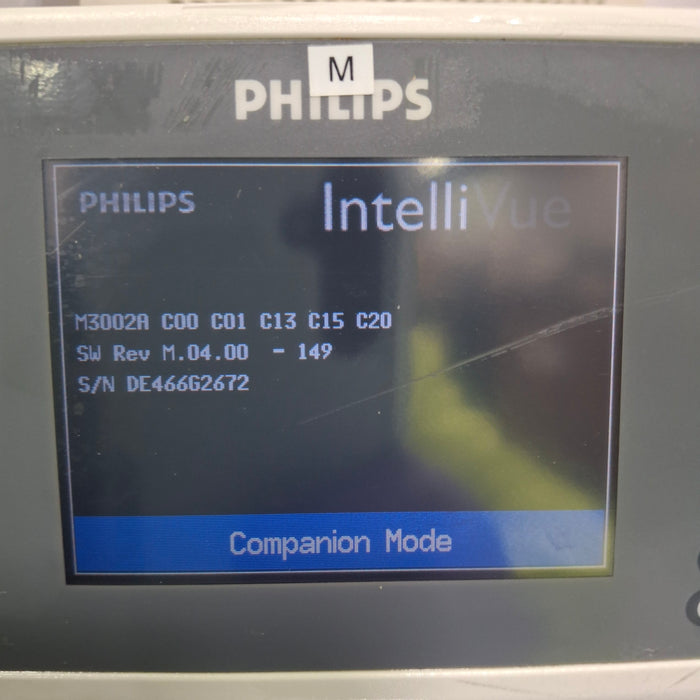 M
PHILIPS
PHILIPS IntelliVue
M3002A C00 C01 C13 C15 C20
SW Rev M.04.00 - 149
S/N DE466G2672
Companion Mode